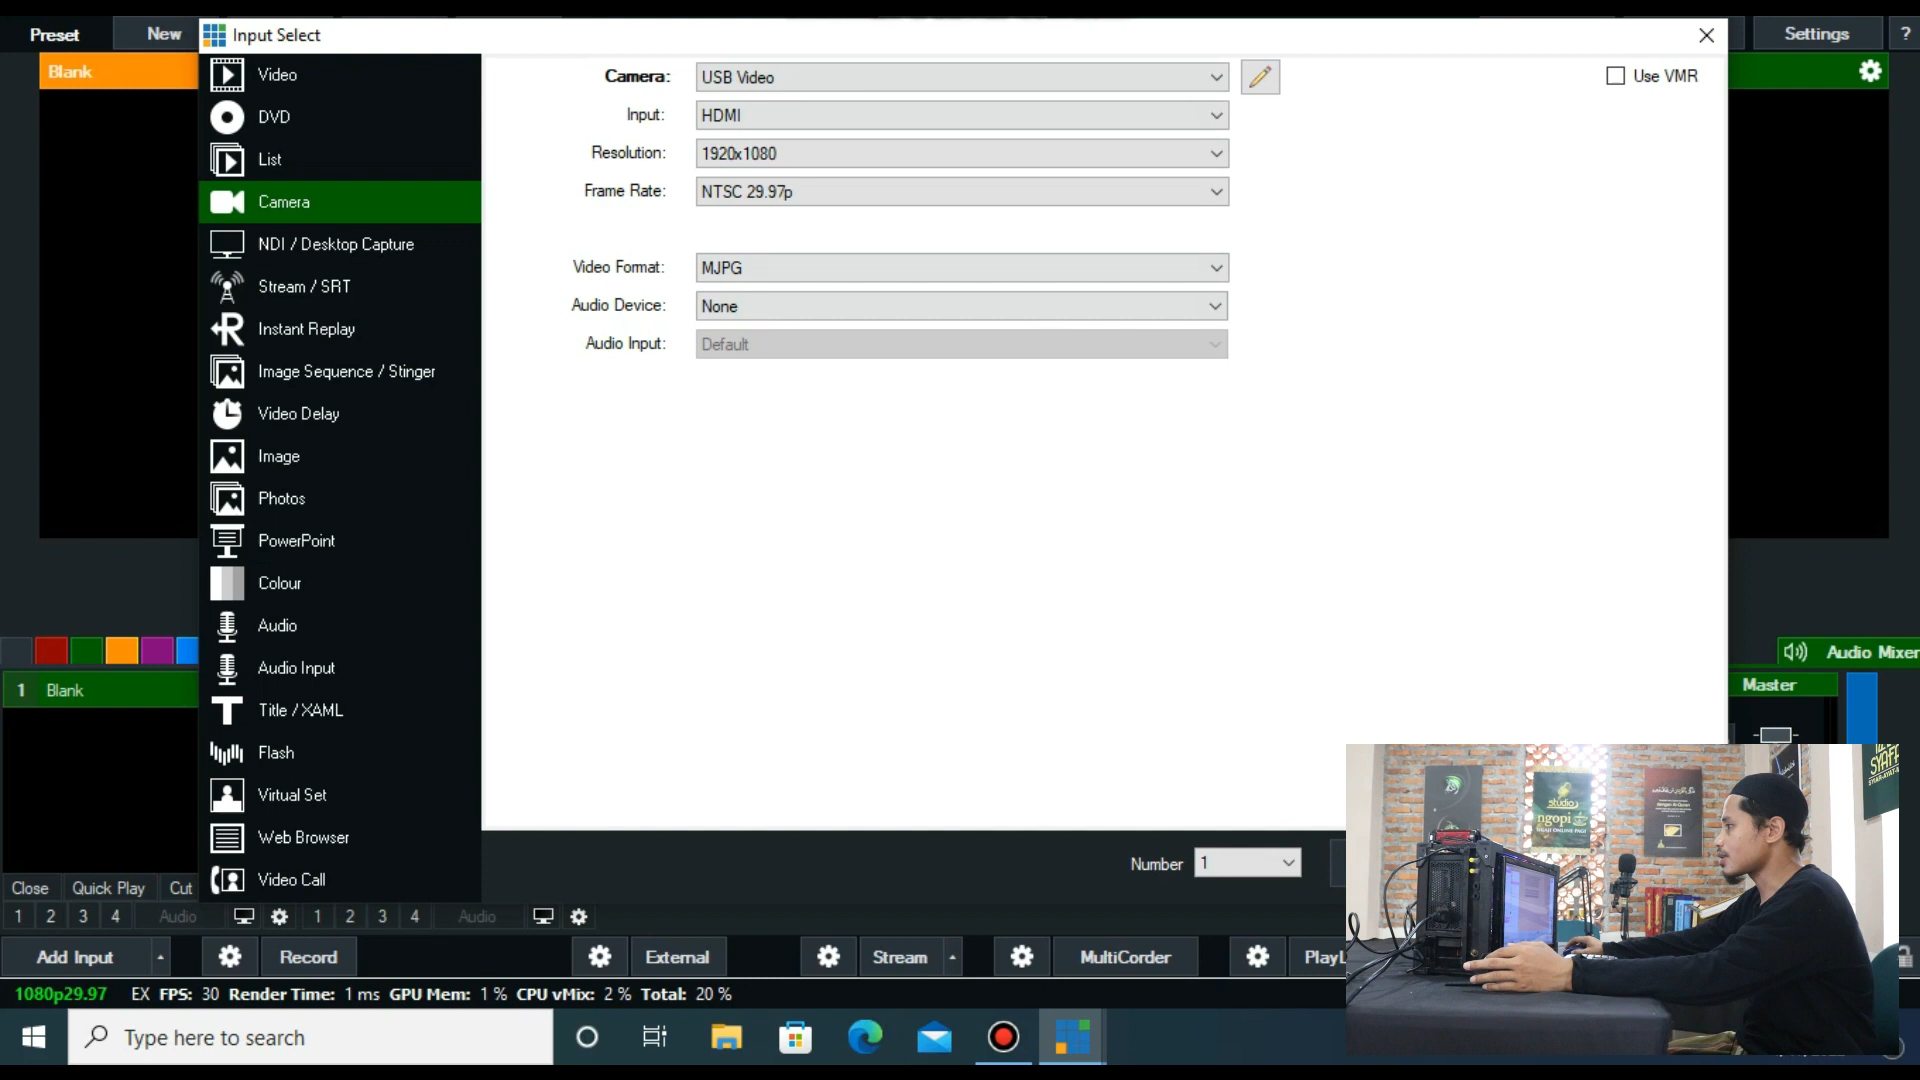 Preset
New
Input Select
Settings
?
Blank
Video
DVD
List
Camera
NDI / Desktop Capture
Stream / SRT
Instant Replay
Image Sequence / Stinger
Video Delay
Image
Photos
PowerPoint
Colour
Audio
Audio Input
Title / XAML
Flash
Virtual Set
Web Browser
Video Call
Camera: USB Video
Use VMR
Input: HDMI
Resolution: 1920x1080
Frame Rate: NTSC 29.97p
Video Format: MJPG
Audio Device: None
Audio Input: Default
Number 1
Audio Mixer
1 Blank
Master
Close Quick Play Cut
1 2 3 4 Audio 1 2 3 4 Audio
Add Input Record External Stream MultiCorder PlayL
1080p29.97 EX FPS: 30 Render Time: 1 ms GPU Mem: 1 % CPU vMix: 2 % Total: 20 %
Type here to search
studio
ngopi
NGAJI ONLINE PAGI